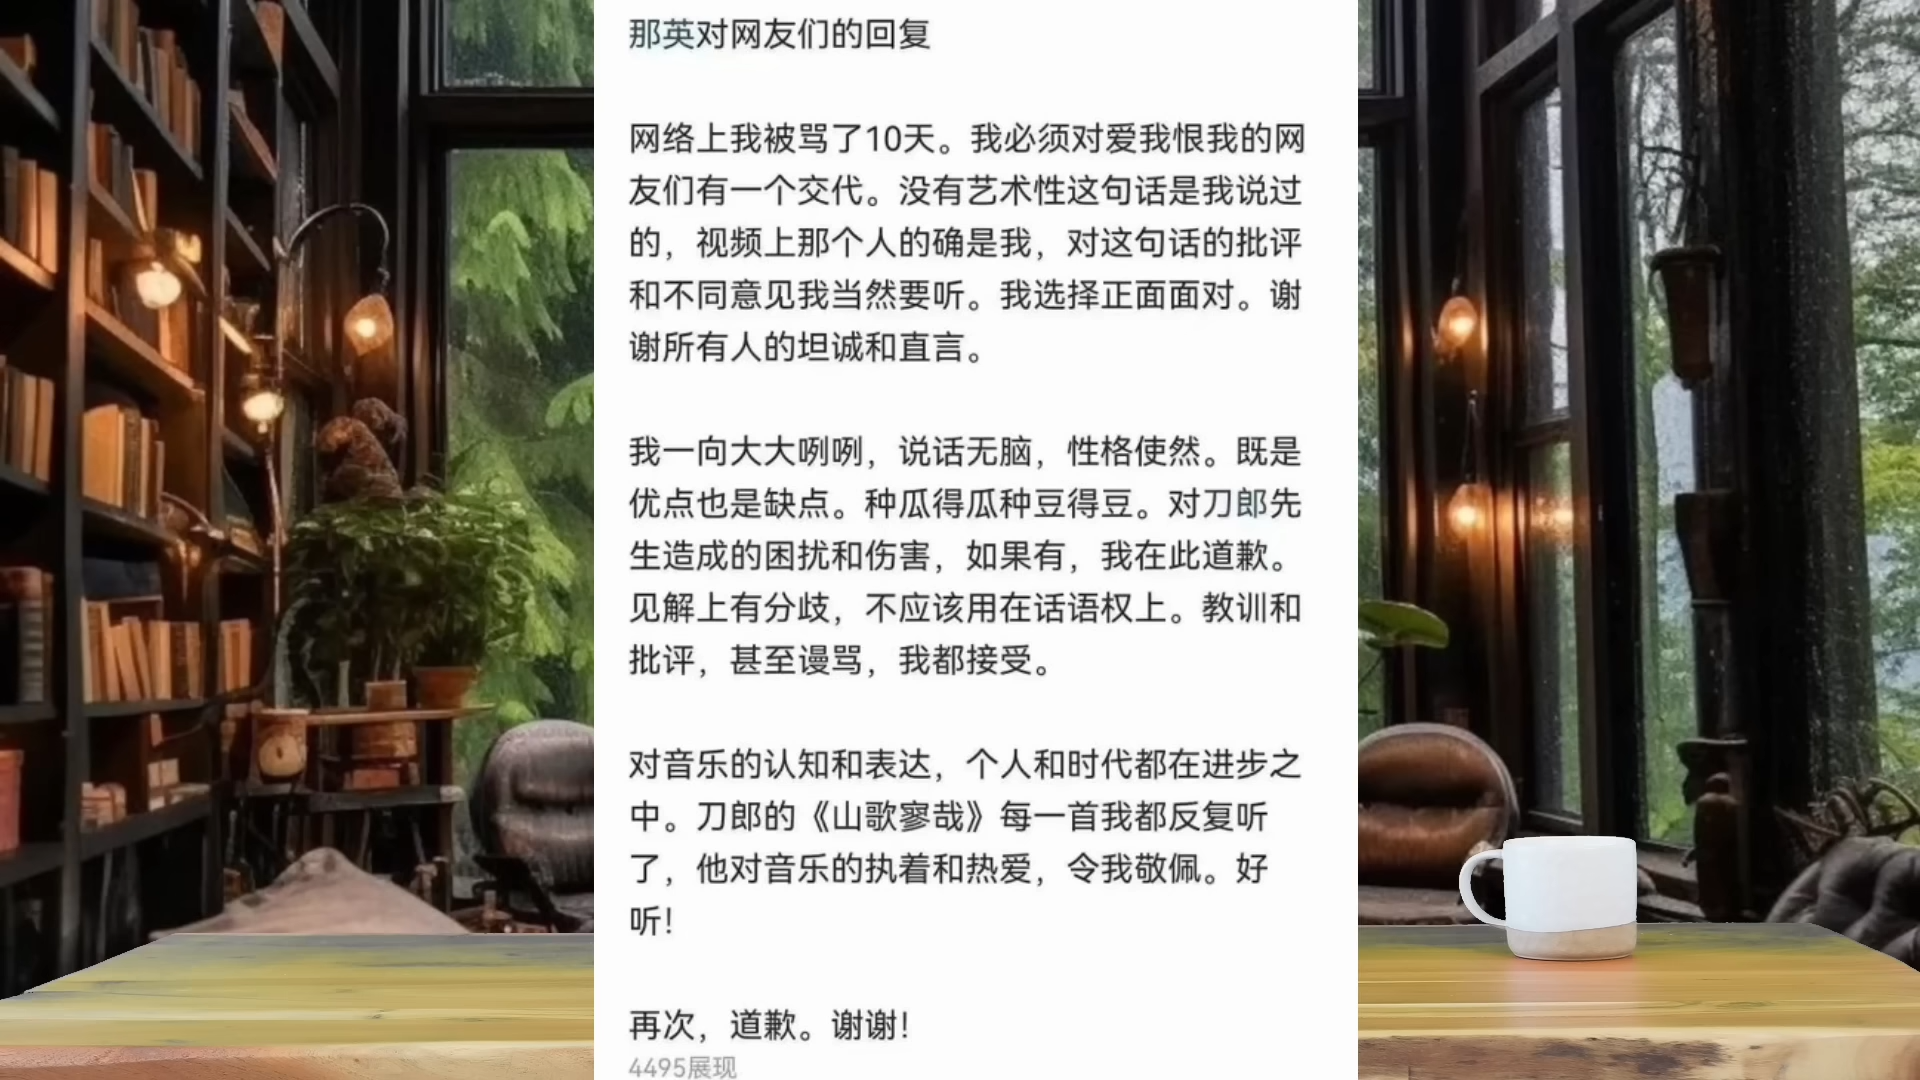 那英对网友们的回复
网络上我被骂了10天。我必须对爱我恨我的网
友们有一个交代。没有艺术性这句话是我说过
的，视频上那个人的确是我，对这句话的批评
和不同意见我当然要听。我选择正面面对。谢
谢所有人的坦诚和直言。
我一向大大咧咧，说话无脑，性格使然。既是
优点也是缺点。种瓜得瓜种豆得豆。对刀郎先
生造成的困扰和伤害，如果有，我在此道歉。
见解上有分歧，不应该用在话语权上。教训和
批评，甚至谩骂，我都接受。
对音乐的认知和表达，个人和时代都在进步之
中。刀郎的《山歌寥哉》每一首我都反复听
了，他对音乐的执着和热爱，令我敬佩。好
听！
再次，道歉。谢谢！
4495展现